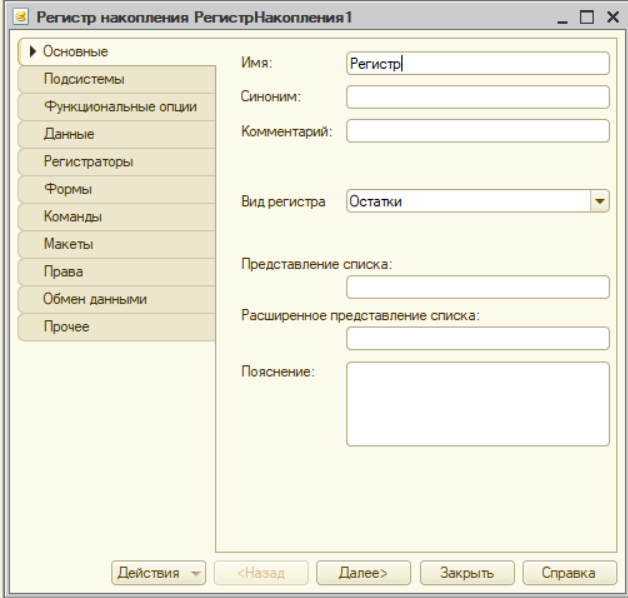 Регистр накопления РегистрНакопления1
Основные
Подсистемы
Функциональные опции
Данные
Регистраторы
Формы
Команды
Макеты
Права
Обмен данными
Прочее
Имя: Регистр
Синоним:
Комментарий:
Вид регистра Остатки
Представление списка:
Расширенное представление списка:
Пояснение:
Действия <Назад Далее> Закрыть Справка